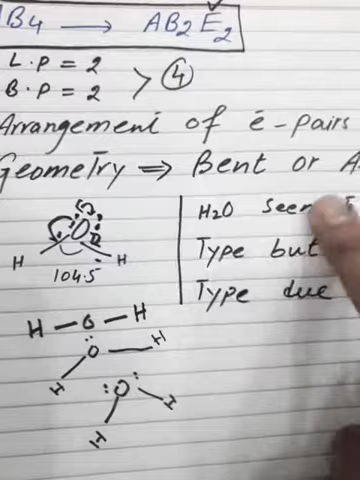 AB4 → AB2E2
L.P = 2
B.P = 2
> 4
Arrangement of e-pairs
Geometry ⇒ Bent or A
H2O seem
Type but
Type due
O
H H
104.5
H - O - H
O - H
H
:O: - H
H